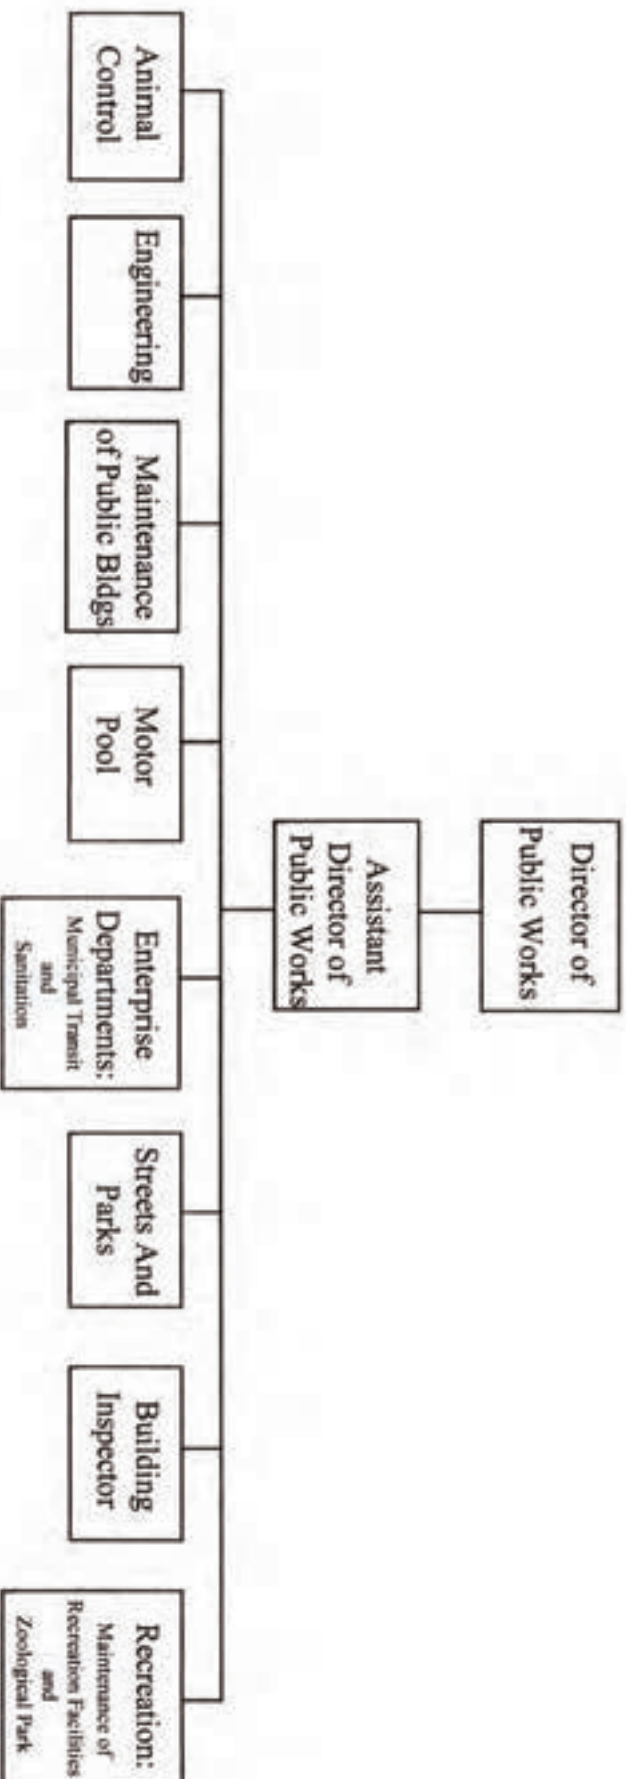 Director of
Public Works
Assistant
Director of
Public Works
Animal
Control
Engineering
Maintenance
of Public Bldgs
Motor
Pool
Enterprise
Departments:
Municipal Transit
and
Sanitation
Streets And
Parks
Building
Inspector
Recreation:
Maintenance of
Recreation Facilities
and
Zoological Park